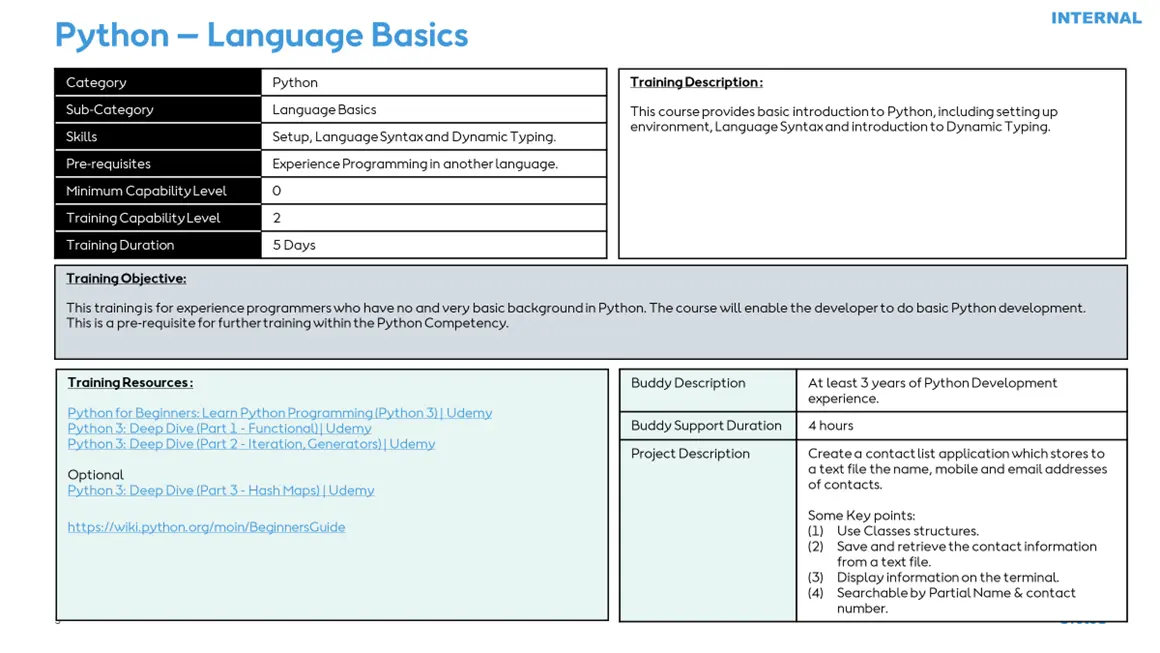 INTERNAL
Python – Language Basics
Category Python
Sub-Category Language Basics
Skills Setup, Language Syntax and Dynamic Typing.
Pre-requisites Experience Programming in another language.
Minimum Capability Level 0
Training Capability Level 2
Training Duration 5 Days
Training Description:
This course provides basic introduction to Python, including setting up
environment, Language Syntax and introduction to Dynamic Typing.
Training Objective:
This training is for experience programmers who have no and very basic background in Python. The course will enable the developer to do basic Python development.
This is a pre-requisite for further training within the Python Competency.
Training Resources:
Python for Beginners: Learn Python Programming (Python 3) | Udemy
Python 3: Deep Dive (Part 1 - Functional) | Udemy
Python 3: Deep Dive (Part 2 - Iteration, Generators) | Udemy
Optional
Python 3: Deep Dive (Part 3 - Hash Maps) | Udemy
https://wiki.python.org/moin/BeginnersGuide
Buddy Description At least 3 years of Python Development
experience.
Buddy Support Duration 4 hours
Project Description Create a contact list application which stores to
a text file the name, mobile and email addresses
of contacts.
Some Key points:
(1) Use Classes structures.
(2) Save and retrieve the contact information
from a text file.
(3) Display information on the terminal.
(4) Searchable by Partial Name & contact
number.